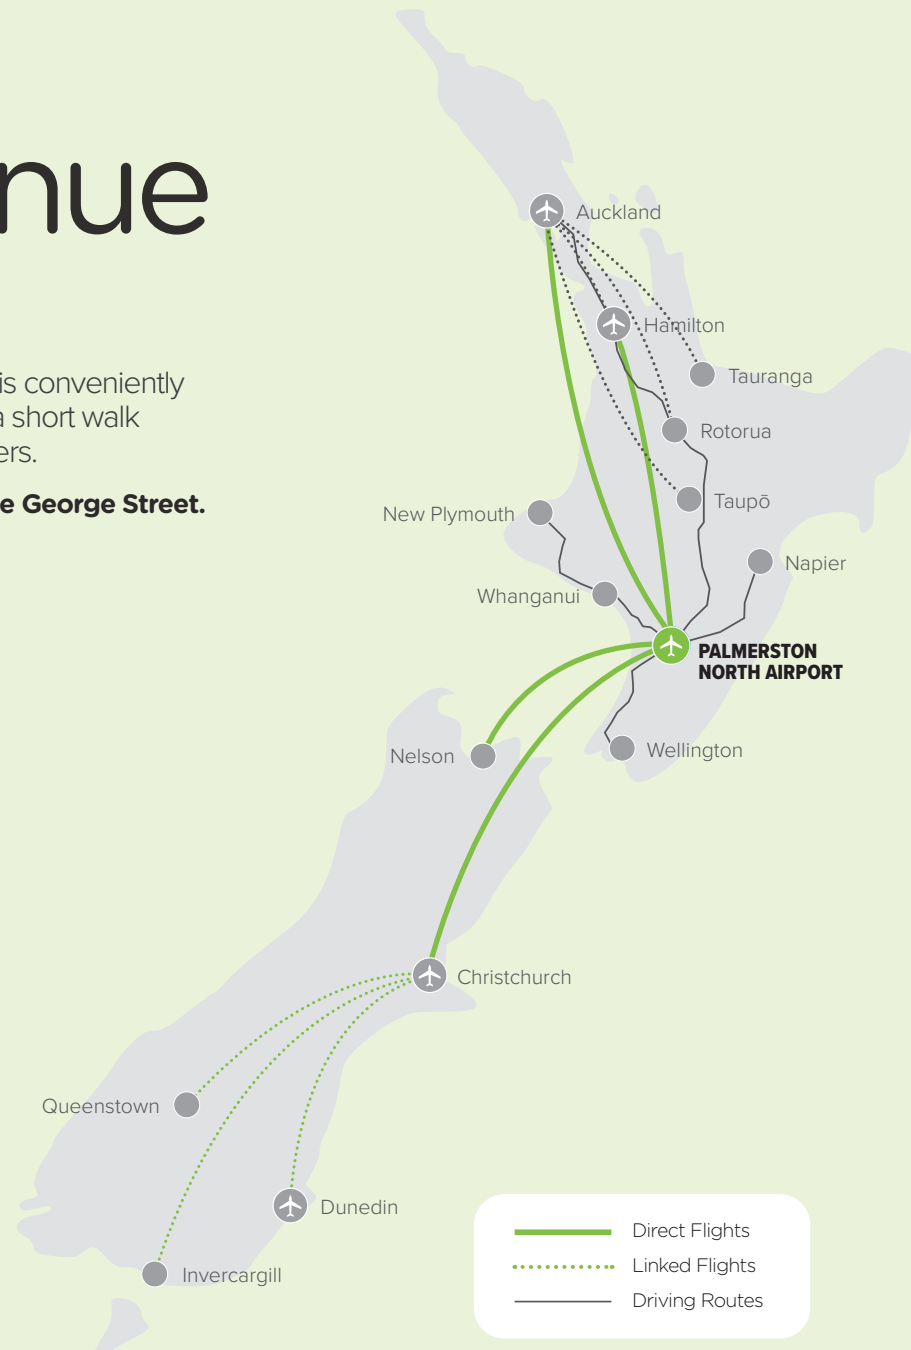 nue
is conveniently
a short walk
ers.
e George Street.
Auckland
Hamilton
Tauranga
Rotorua
Taupō
New Plymouth
Napier
Whanganui
PALMERSTON
NORTH AIRPORT
Nelson
Wellington
Christchurch
Queenstown
Dunedin
Invercargill
Direct Flights
Linked Flights
Driving Routes